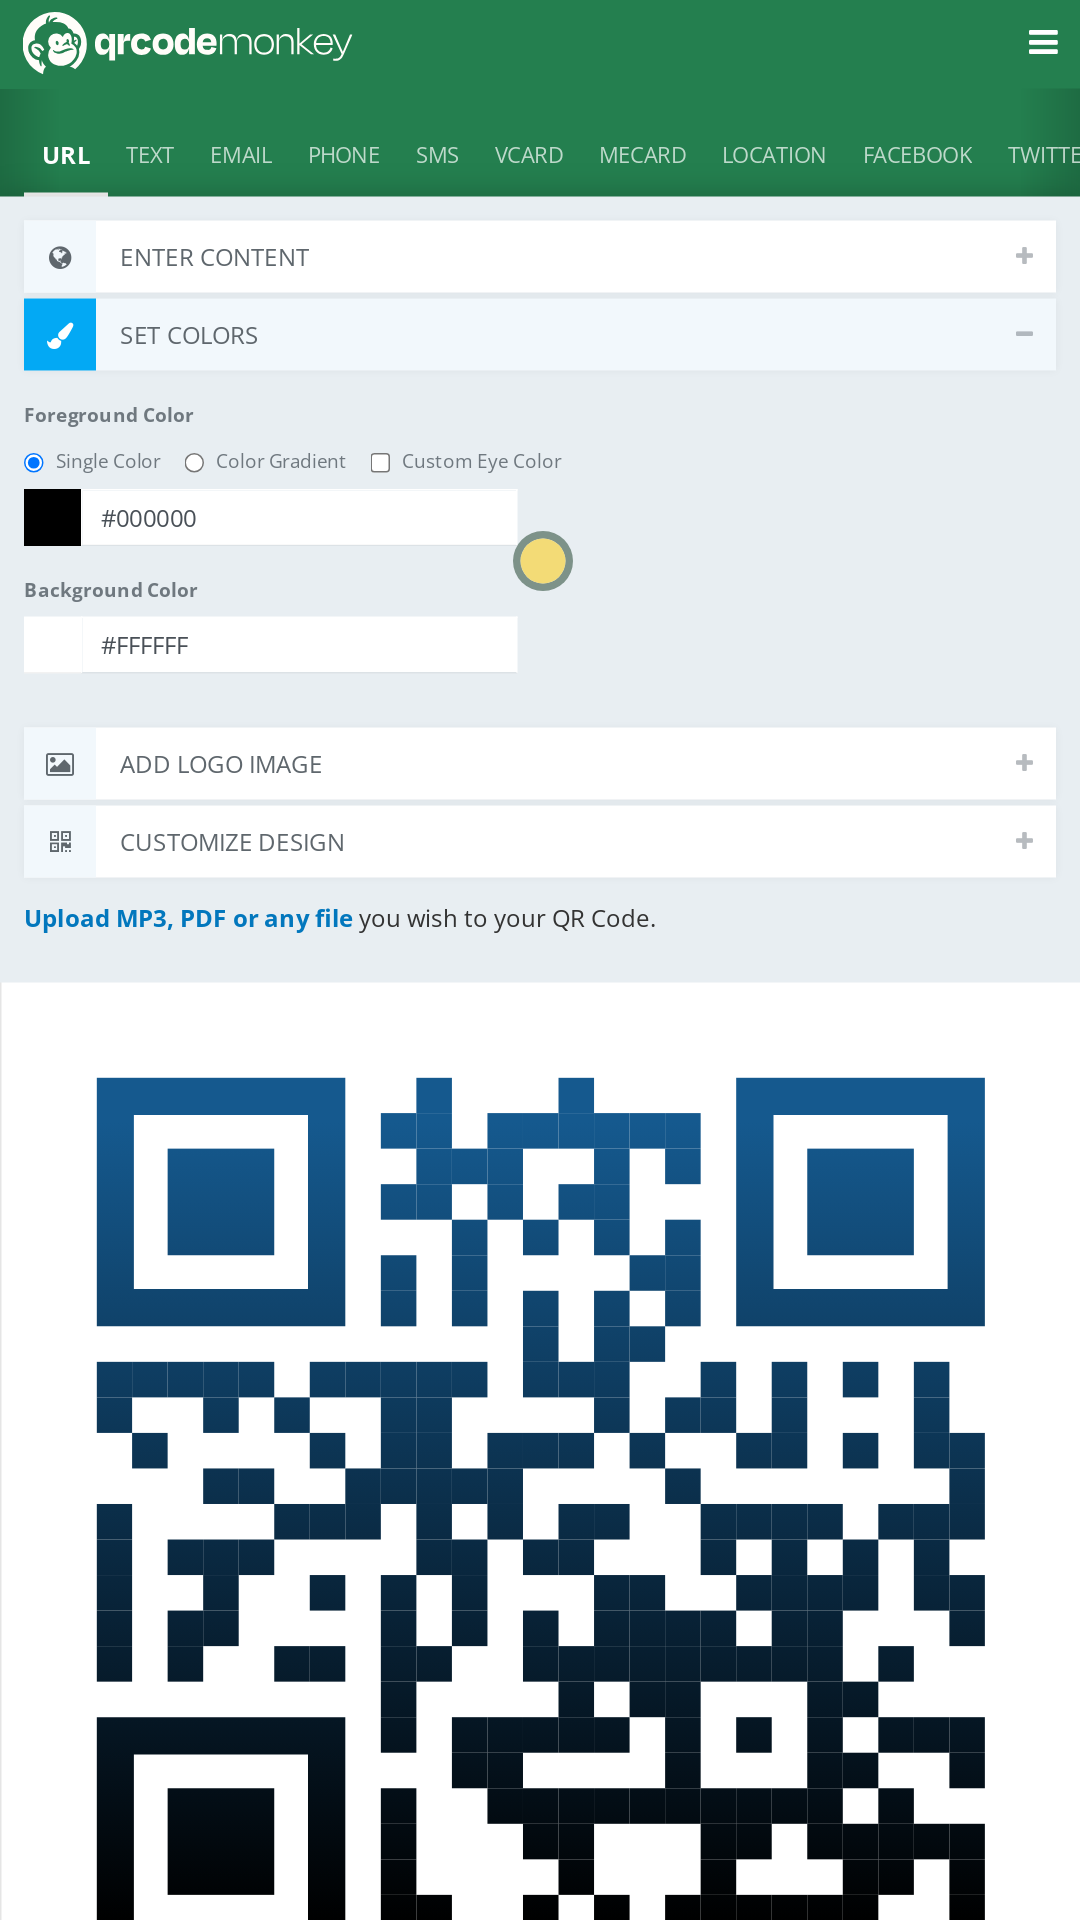 qrcodemonkey
URL TEXT EMAIL PHONE SMS VCARD MECARD LOCATION FACEBOOK TWITTE
ENTER CONTENT
SET COLORS
Foreground Color
Single Color Color Gradient Custom Eye Color
#000000
Background Color
#FFFFFF
ADD LOGO IMAGE
CUSTOMIZE DESIGN
Upload MP3, PDF or any file you wish to your QR Code.